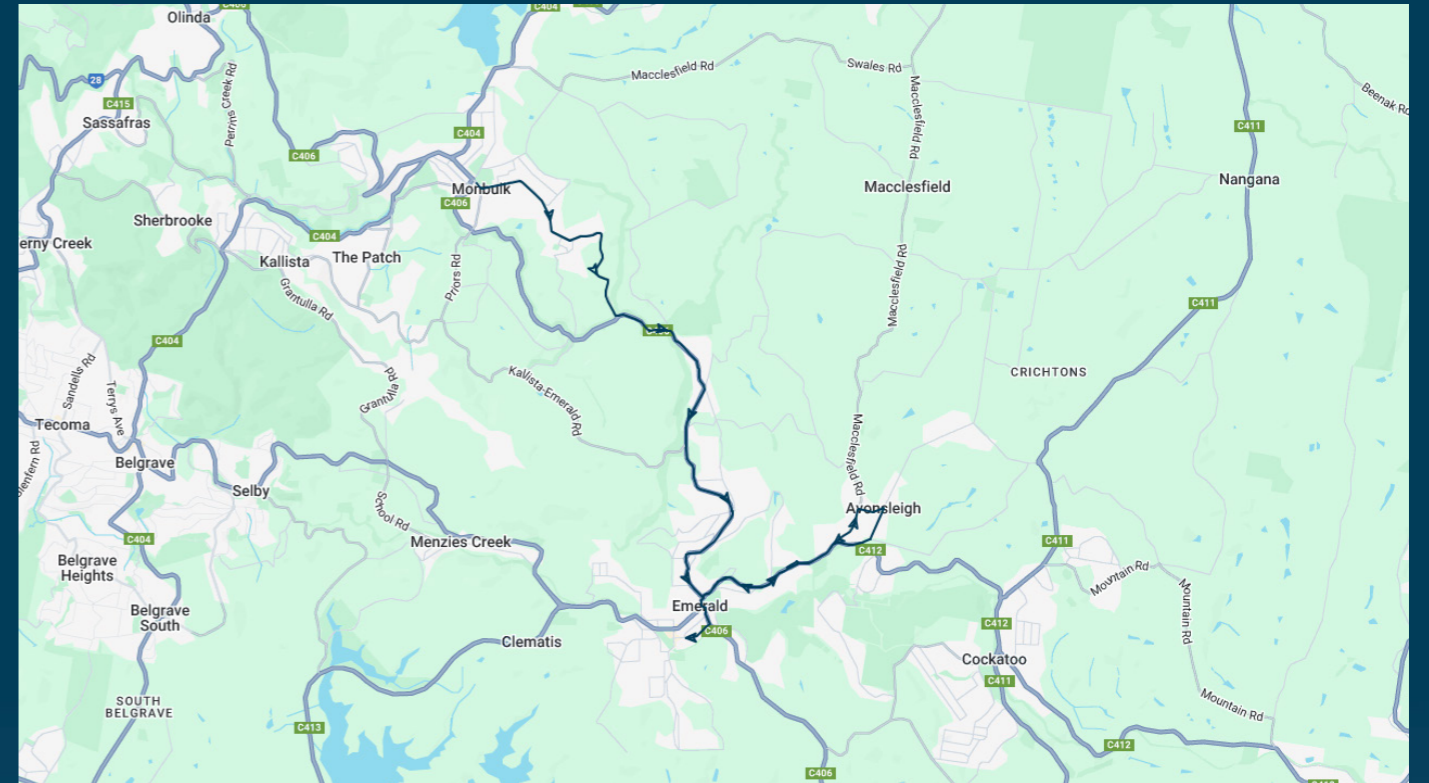 Olinda
C404
Macclesfield Rd
Swales Rd
28
Perrins Creek Rd
Macclesfield Rd
Beenak Rd
C415
Sassafras
C404
C411
C406
Monbulk
Macclesfield
Nangana
C406
Sherbrooke
C404
erny Creek
The Patch
Kallista
Priors Rd
Macclesfield Rd
Grantulla Rd
C411
C404
Sandells Rd
Terrys Ave
Kallista-Emerald Rd
CRICHTONS
Grantulla Rd
Tecoma
Macclesfield Rd
Belgrave
Glenfern Rd
Selby
School Rd
Avonsleigh
C404
Menzies Creek
C412
C411
Belgrave
Heights
Mountain Rd
Mountain Rd
Belgrave
South
Emerald
C406
C412
Clematis
Cockatoo
C411
SOUTH
BELGRAVE
Mountain Rd
C413
C412
C406